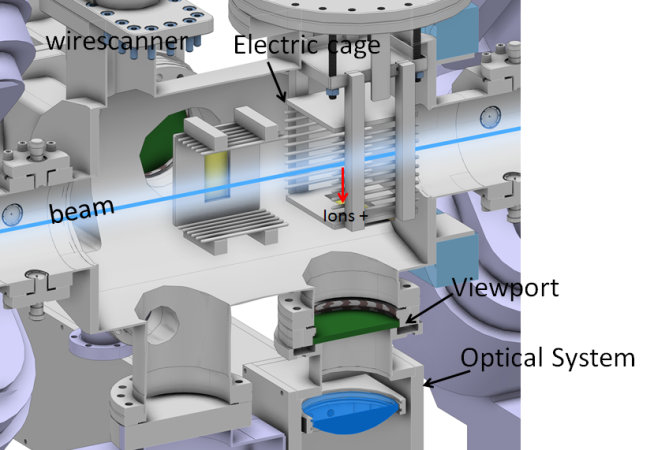 wirescanner
Electric cage
beam
Ions +
Viewport
Optical System